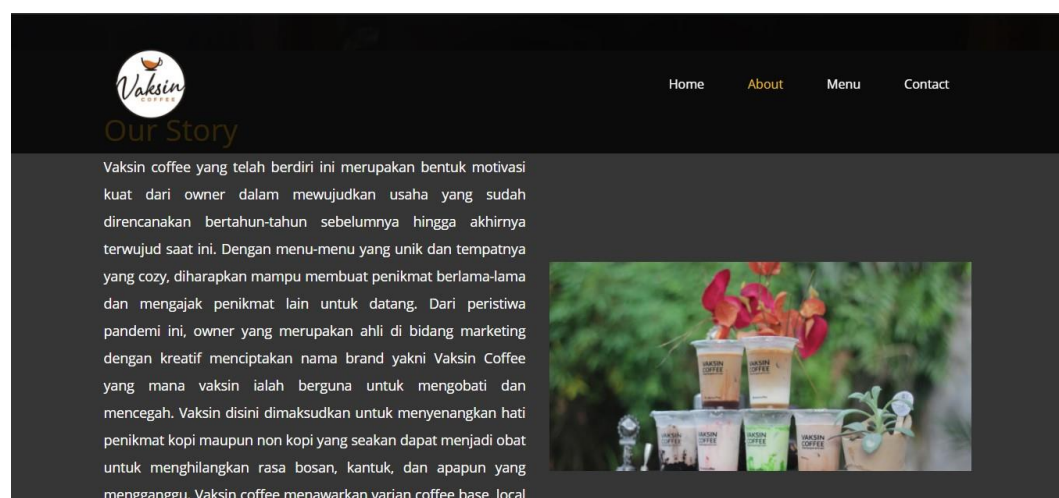 Vaksin
COFFEE
Home About Menu Contact
Our Story
Vaksin coffee yang telah berdiri ini merupakan bentuk motivasi
kuat dari owner dalam mewujudkan usaha yang sudah
direncanakan bertahun-tahun sebelumnya hingga akhirnya
terwujud saat ini. Dengan menu-menu yang unik dan tempatnya
yang cozy, diharapkan mampu membuat penikmat berlama-lama
dan mengajak penikmat lain untuk datang. Dari peristiwa
pandemi ini, owner yang merupakan ahli di bidang marketing
dengan kreatif menciptakan nama brand yakni Vaksin Coffee
yang mana vaksin ialah berguna untuk mengobati dan
mencegah. Vaksin disini dimaksudkan untuk menyenangkan hati
penikmat kopi maupun non kopi yang seakan dapat menjadi obat
untuk menghilangkan rasa bosan, kantuk, dan apapun yang
mengganggu. Vaksin coffee menawarkan varian coffee base, local
VAKSIN
COFFEE
VAKSIN
COFFEE
VAKSIN
COFFEE
VAKSIN
COFFEE
VAKSIN
COFFEE
VAKSIN
COFFEE